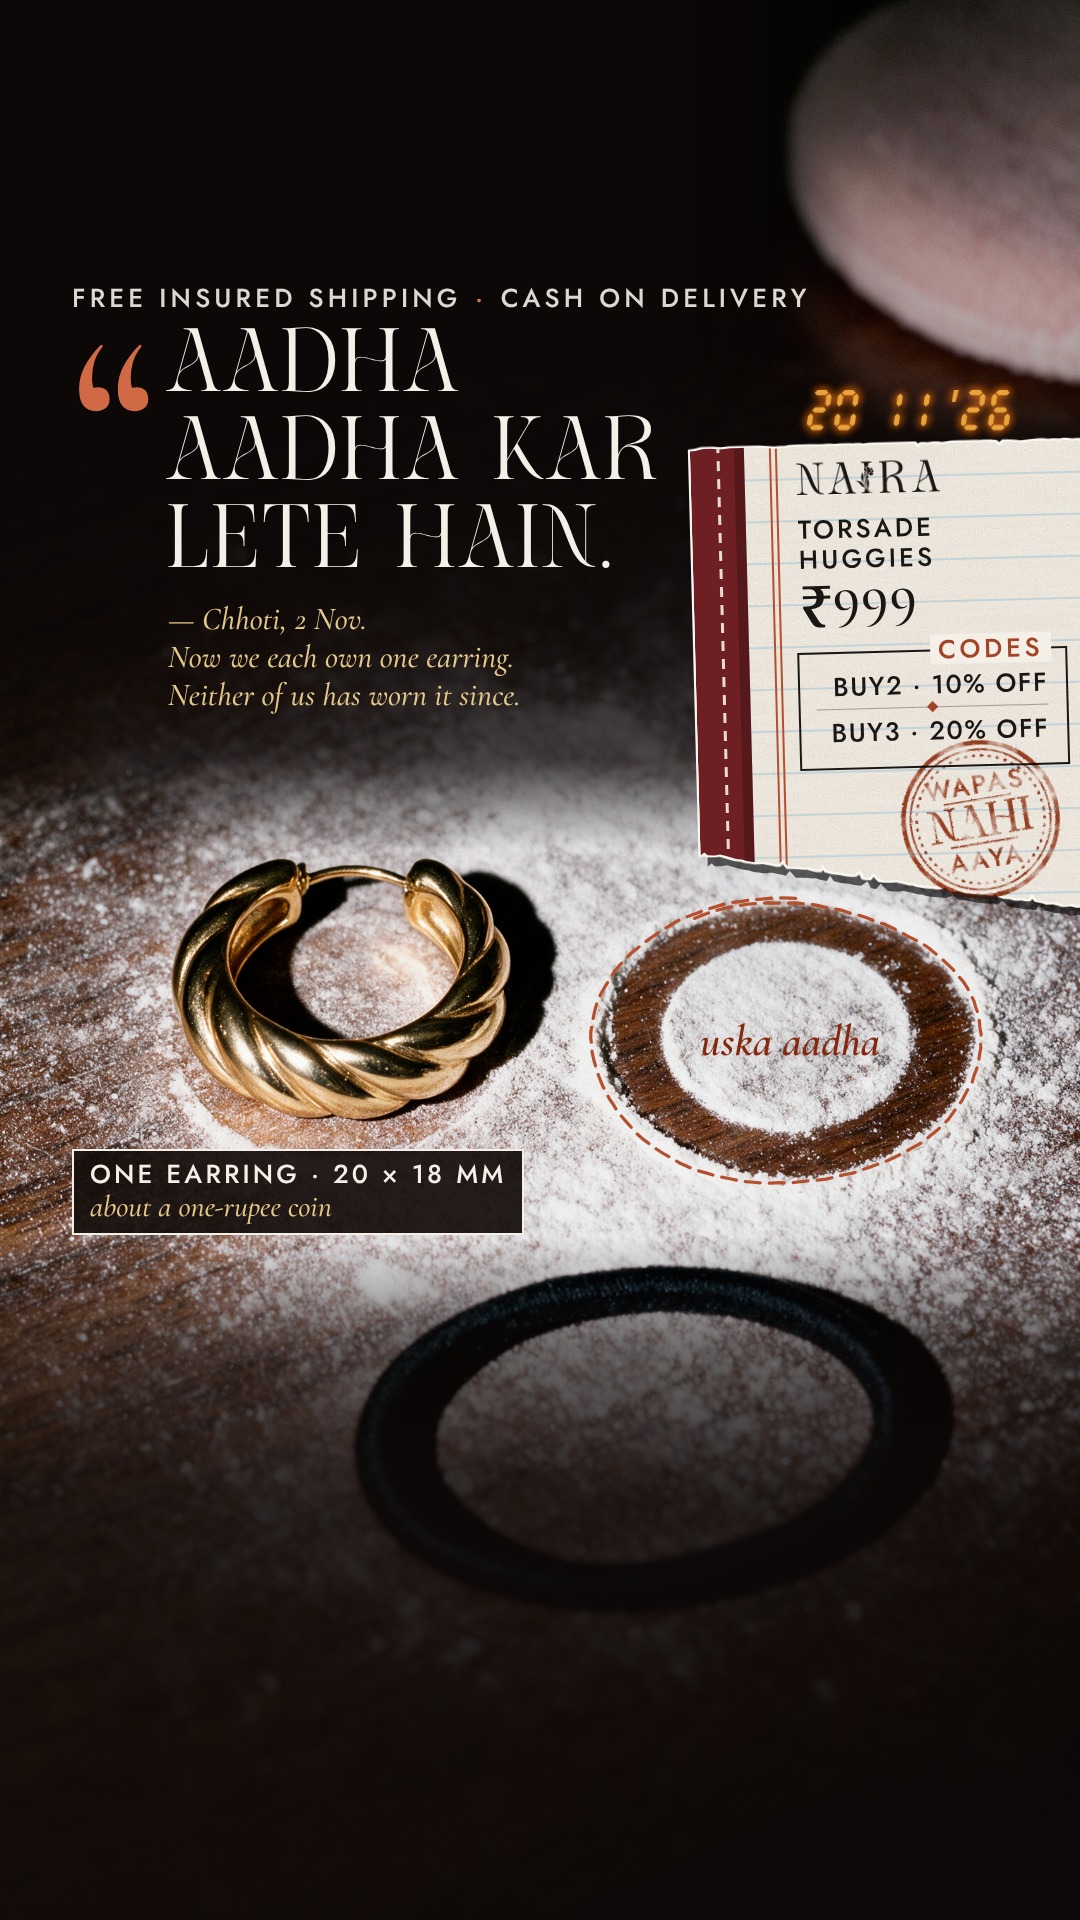 FREE INSURED SHIPPING · CASH ON DELIVERY
“AADHA
AADHA KAR
LETE HAIN.
— Chhoti, 2 Nov.
Now we each own one earring.
Neither of us has worn it since.
20 11 '26
NAIRA
TORSADE
HUGGIES
₹999
CODES
BUY2 · 10% OFF
BUY3 · 20% OFF
WAPAS
NAHI
AAYA
uska aadha
ONE EARRING · 20 × 18 MM
about a one-rupee coin